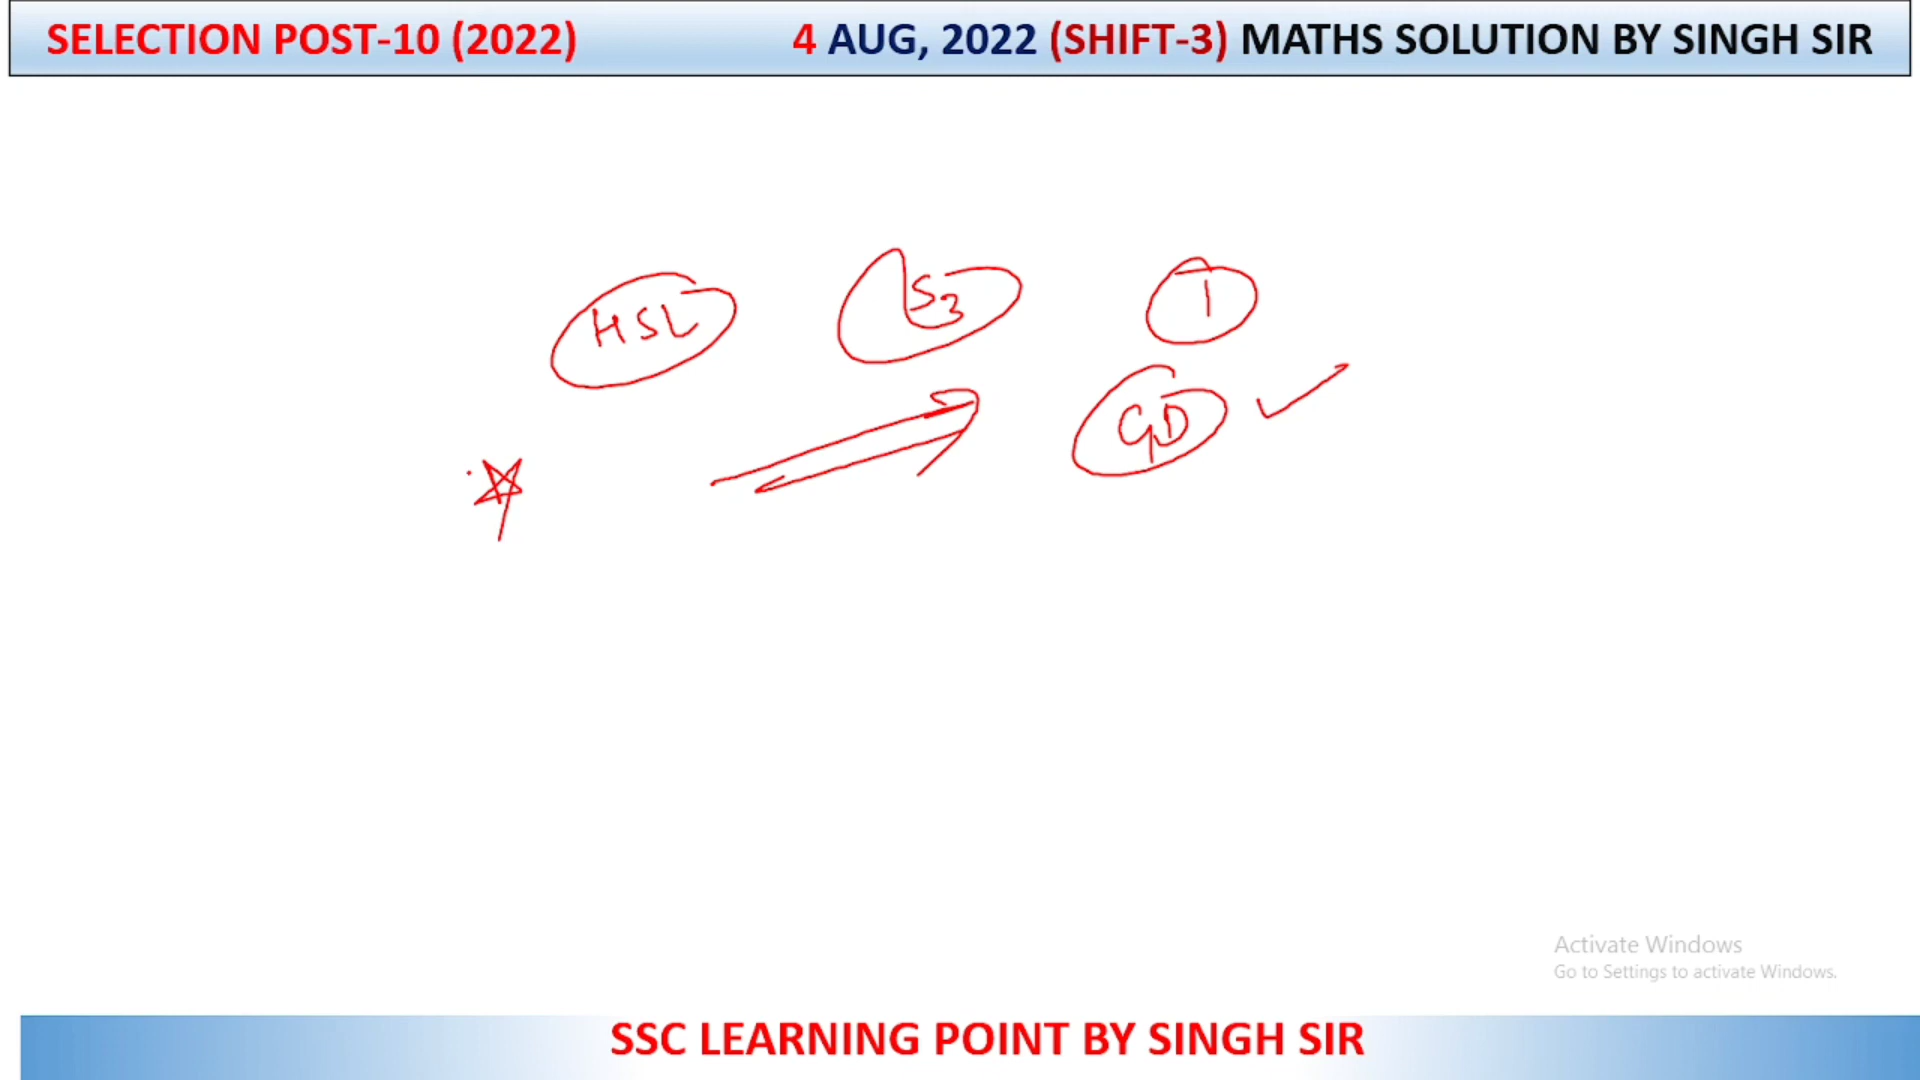 SELECTION POST-10 (2022) 4 AUG, 2022 (SHIFT-3) MATHS SOLUTION BY SINGH SIR
HSL S3 1
GD
Activate Windows
Go to Settings to activate Windows.
SSC LEARNING POINT BY SINGH SIR